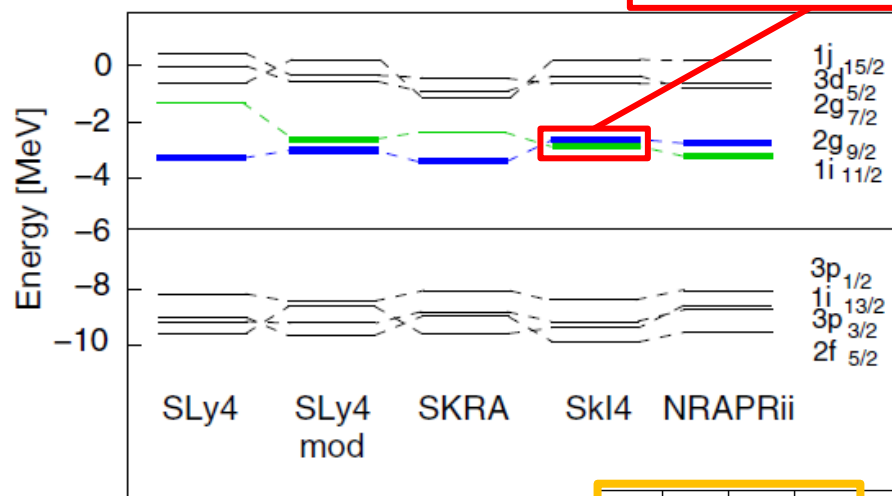 0
−2
−4
−6
−8
−10
Energy [MeV]
1j 15/2
3d 5/2
2g 7/2
2g 9/2
1i 11/2
3p 1/2
1i 13/2
3p 3/2
2f 5/2
SLy4 SLy4 SKRA SkI4 NRAPRii
mod